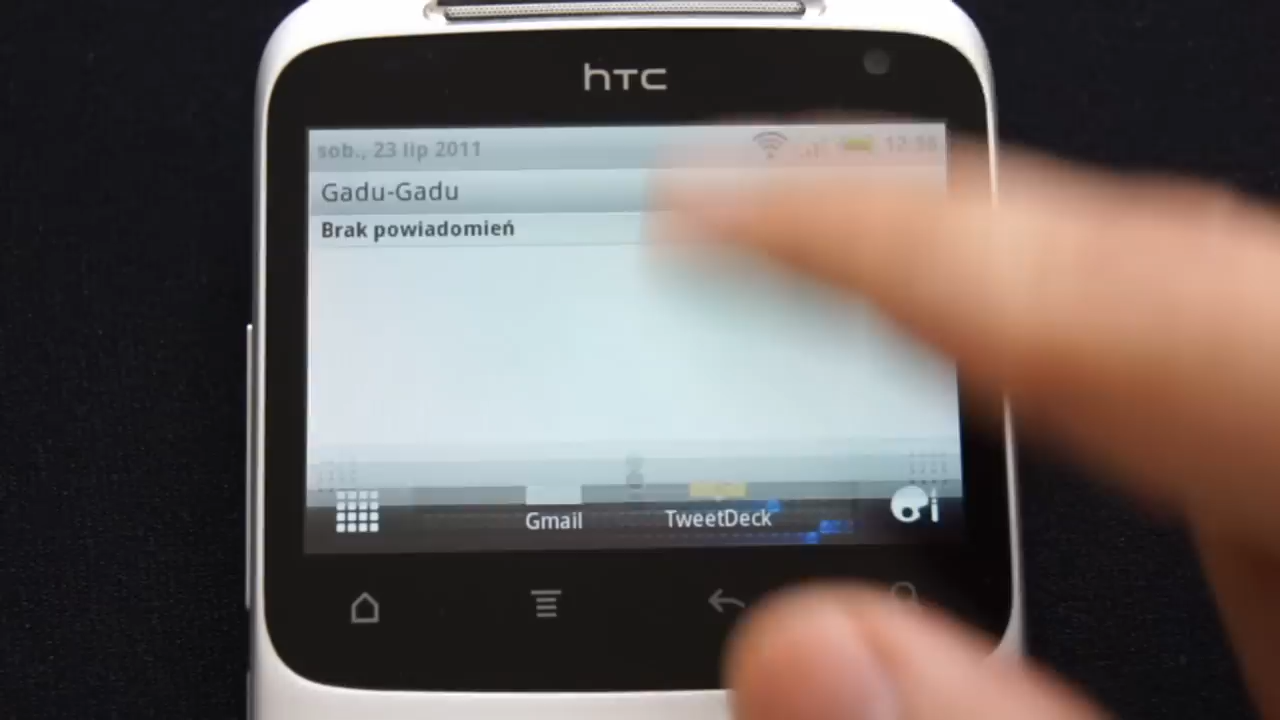 hTC
sob., 23 lip 2011
Gadu-Gadu
Brak powiadomień
Gmail
TweetDeck